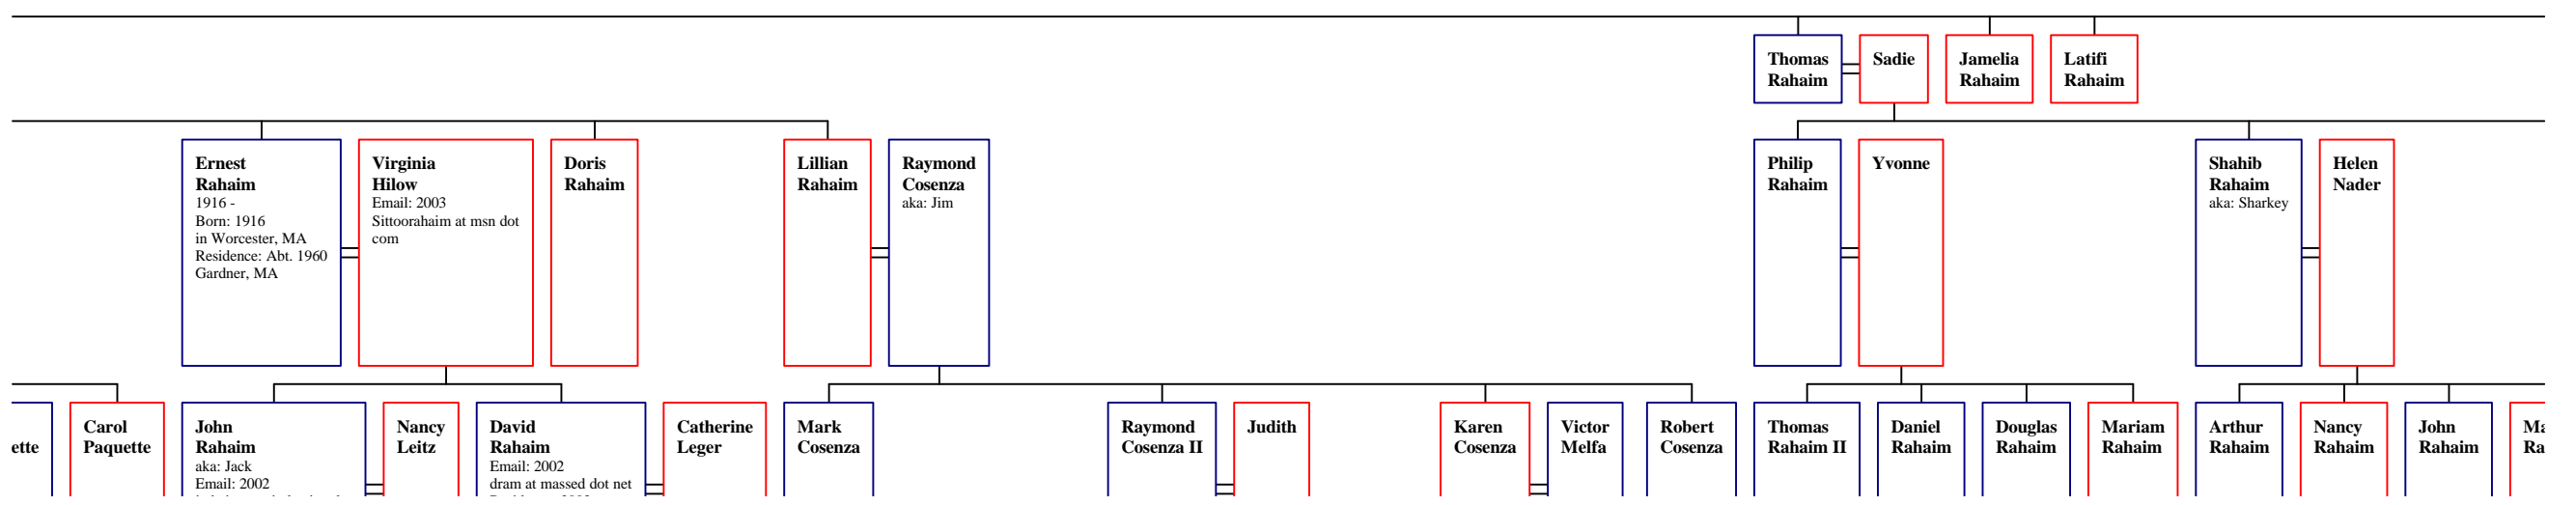 Thomas
Rahaim
Sadie
Jamelia
Rahaim
Latifi
Rahaim
Ernest
Rahaim
1916 -
Born: 1916
in Worcester, MA
Residence: Abt. 1960
Gardner, MA
Virginia
Hilow
Email: 2003
Sittoorahaim at msn dot
com
Doris
Rahaim
Lillian
Rahaim
Raymond
Cosenza
aka: Jim
Philip
Rahaim
Yvonne
Shahib
Rahaim
aka: Sharkey
Helen
Nader
ette
Carol
Paquette
John
Rahaim
aka: Jack
Email: 2002
Nancy
Leitz
David
Rahaim
Email: 2002
dram at massed dot net
Catherine
Leger
Mark
Cosenza
Raymond
Cosenza II
Judith
Karen
Cosenza
Victor
Melfa
Robert
Cosenza
Thomas
Rahaim II
Daniel
Rahaim
Douglas
Rahaim
Mariam
Rahaim
Arthur
Rahaim
Nancy
Rahaim
John
Rahaim
Ma
Ra